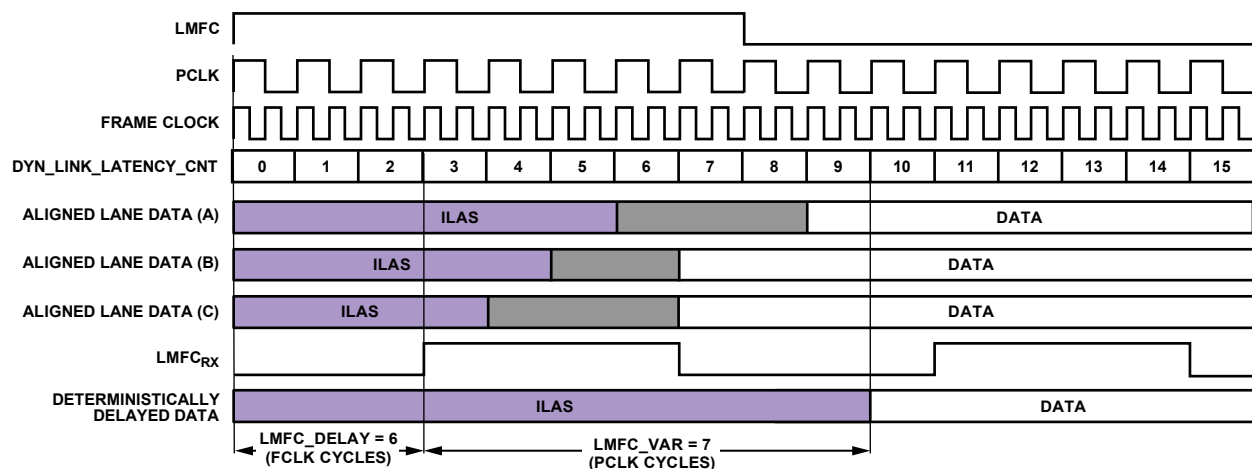 LMFC
PCLK
FRAME CLOCK
DYN_LINK_LATENCY_CNT 0 1 2 3 4 5 6 7 8 9 10 11 12 13 14 15
ALIGNED LANE DATA (A) ILAS DATA
ALIGNED LANE DATA (B) ILAS DATA
ALIGNED LANE DATA (C) ILAS DATA
LMFCRX
DETERMINISTICALLY
DELAYED DATA
ILAS DATA
LMFC_DELAY = 6
(FCLK CYCLES)
LMFC_VAR = 7
(PCLK CYCLES)